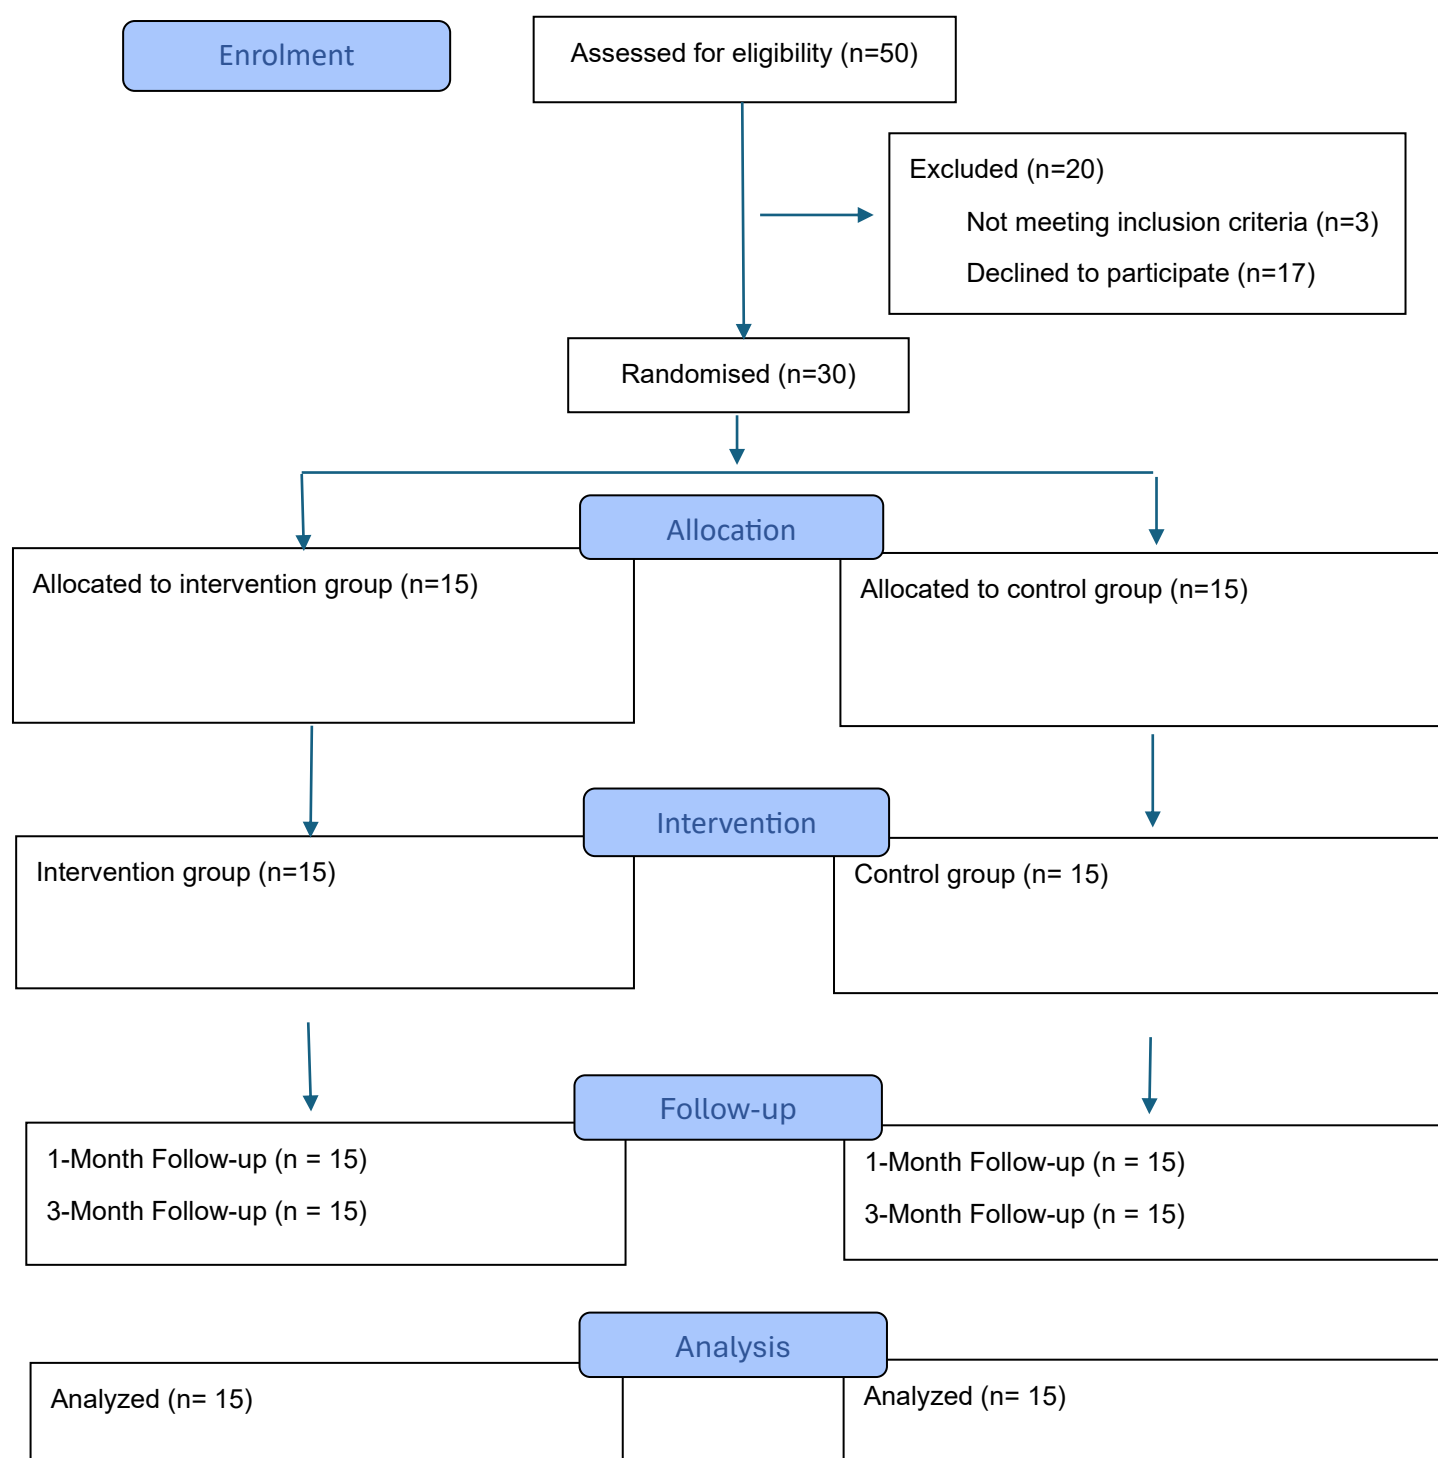 Enrolment
Assessed for eligibility (n=50)
Excluded (n=20)
Not meeting inclusion criteria (n=3)
Declined to participate (n=17)
Randomised (n=30)
Allocation
Allocated to intervention group (n=15)
Allocated to control group (n=15)
Intervention
Intervention group (n=15)
Control group (n= 15)
Follow-up
1-Month Follow-up (n = 15)
3-Month Follow-up (n = 15)
1-Month Follow-up (n = 15)
3-Month Follow-up (n = 15)
Analysis
Analyzed (n= 15)
Analyzed (n= 15)